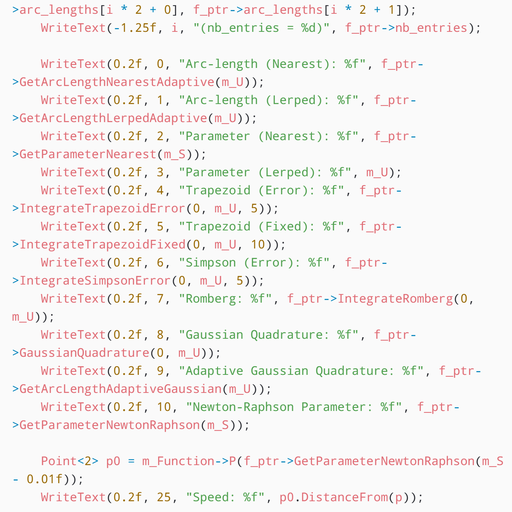 >arc_lengths[i * 2 + 0], f_ptr->arc_lengths[i * 2 + 1]);
    WriteText(-1.25f, i, "(nb_entries = %d)", f_ptr->nb_entries);

    WriteText(0.2f, 0, "Arc-length (Nearest): %f", f_ptr-
>GetArcLengthNearestAdaptive(m_U));
    WriteText(0.2f, 1, "Arc-length (Lerped): %f", f_ptr-
>GetArcLengthLerpedAdaptive(m_U));
    WriteText(0.2f, 2, "Parameter (Nearest): %f", f_ptr-
>GetParameterNearest(m_S));
    WriteText(0.2f, 3, "Parameter (Lerped): %f", m_U);
    WriteText(0.2f, 4, "Trapezoid (Error): %f", f_ptr-
>IntegrateTrapezoidError(0, m_U, 5));
    WriteText(0.2f, 5, "Trapezoid (Fixed): %f", f_ptr-
>IntegrateTrapezoidFixed(0, m_U, 10));
    WriteText(0.2f, 6, "Simpson (Error): %f", f_ptr-
>IntegrateSimpsonError(0, m_U, 5));
    WriteText(0.2f, 7, "Romberg: %f", f_ptr->IntegrateRomberg(0,
m_U));
    WriteText(0.2f, 8, "Gaussian Quadrature: %f", f_ptr-
>GaussianQuadrature(0, m_U));
    WriteText(0.2f, 9, "Adaptive Gaussian Quadrature: %f", f_ptr-
>GetArcLengthAdaptiveGaussian(m_U));
    WriteText(0.2f, 10, "Newton-Raphson Parameter: %f", f_ptr-
>GetParameterNewtonRaphson(m_S));

    Point<2> p0 = m_Function->P(f_ptr->GetParameterNewtonRaphson(m_S
- 0.01f));
    WriteText(0.2f, 25, "Speed: %f", p0.DistanceFrom(p));